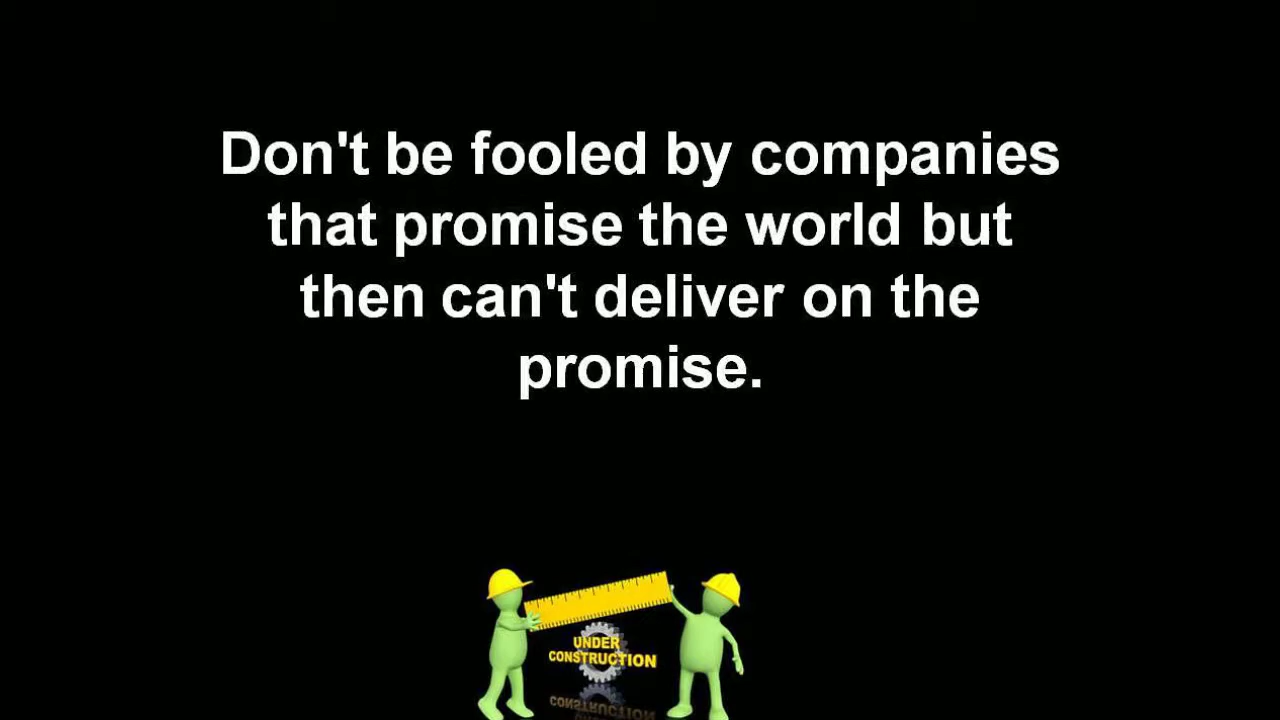 Don't be fooled by companies
that promise the world but
then can't deliver on the
promise.
UNDER
CONSTRUCTION